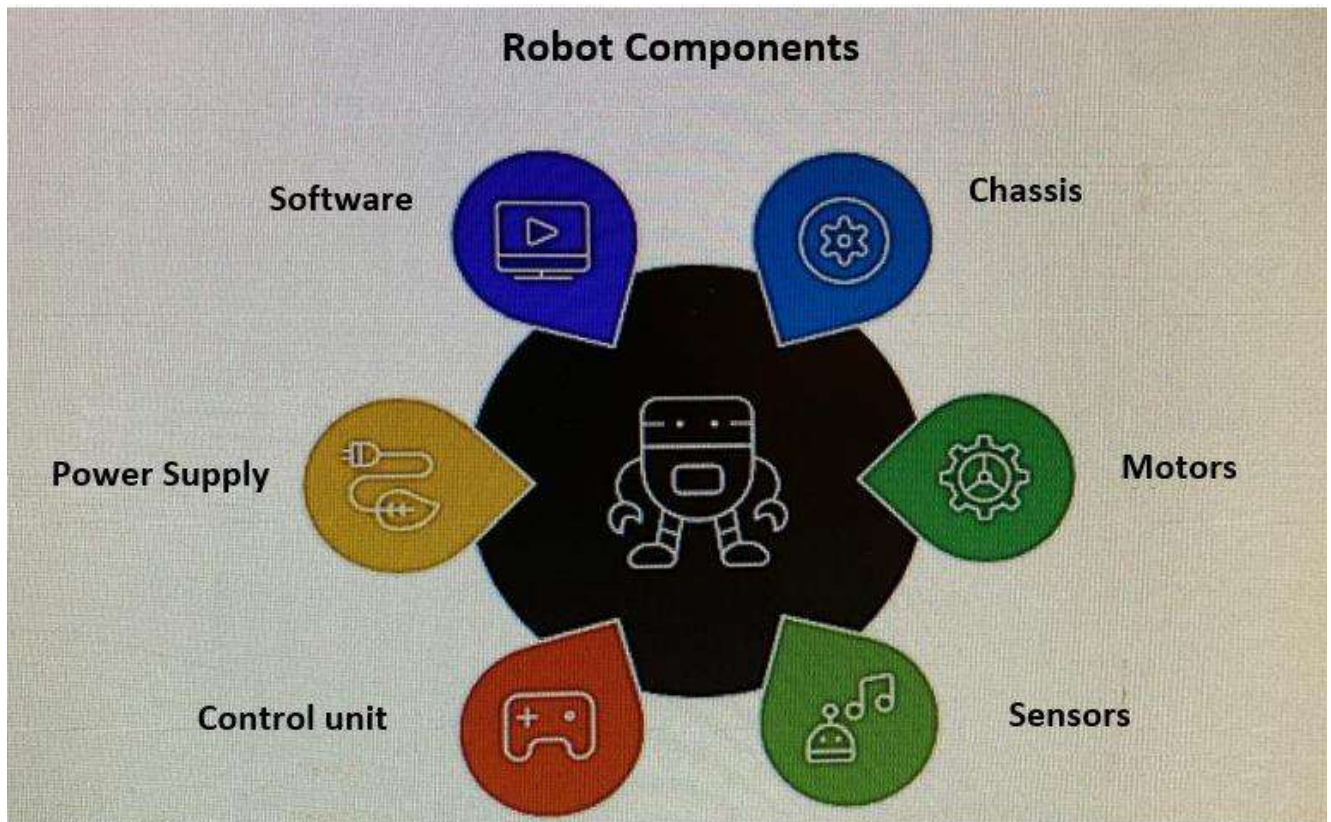 Robot Components
Software
Chassis
Power Supply
Motors
Control unit
Sensors